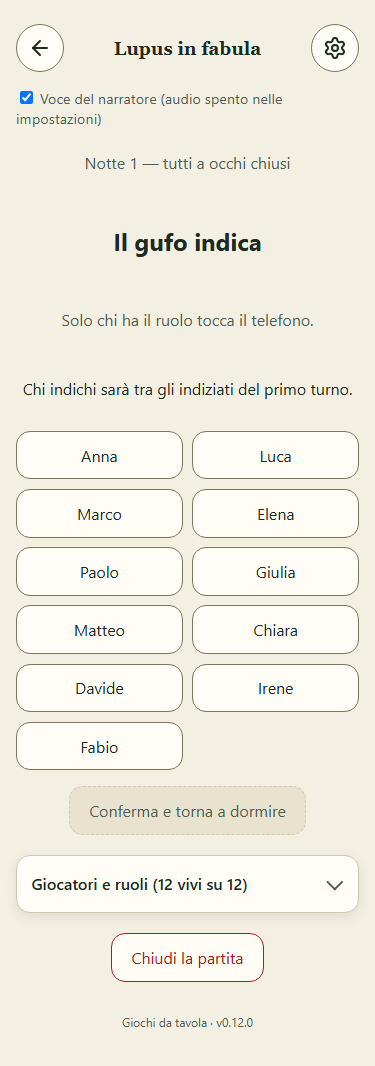 Lupus in fabula
Voce del narratore (audio spento nelle
impostazioni)
Notte 1 — tutti a occhi chiusi
Il gufo indica
Solo chi ha il ruolo tocca il telefono.
Chi indichi sarà tra gli indiziati del primo turno.
Anna
Luca
Marco
Elena
Paolo
Giulia
Matteo
Chiara
Davide
Irene
Fabio
Conferma e torna a dormire
Giocatori e ruoli (12 vivi su 12)
Chiudi la partita
Giochi da tavola · v0.12.0